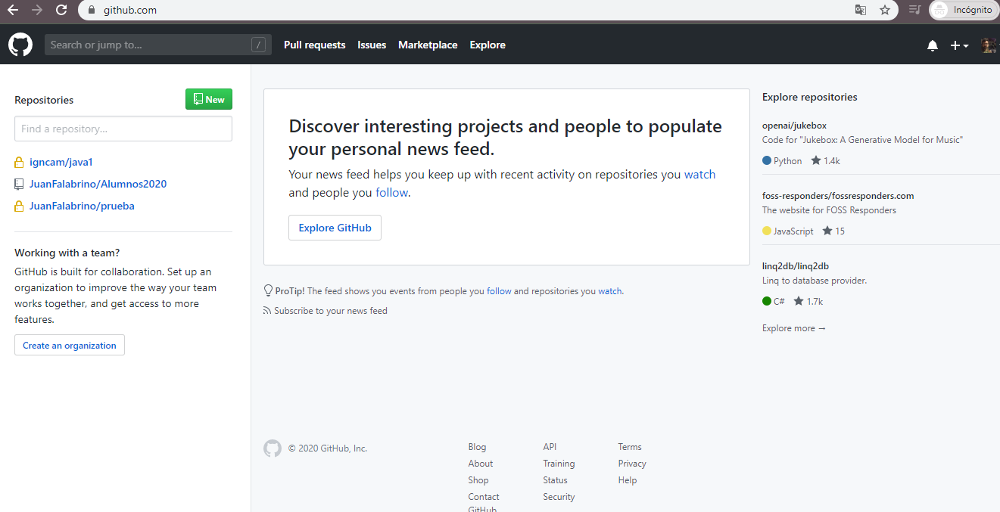 github.com
Incógnito
Search or jump to...
/
Pull requests
Issues
Marketplace
Explore
Repositories
New
Find a repository...
igncam/java1
JuanFalabrino/Alumnos2020
JuanFalabrino/prueba
Working with a team?
GitHub is built for collaboration. Set up an
organization to improve the way your team
works together, and get access to more
features.
Create an organization
Discover interesting projects and people to populate
your personal news feed.
Your news feed helps you keep up with recent activity on repositories you watch
and people you follow.
Explore GitHub
ProTip! The feed shows you events from people you follow and repositories you watch.
Subscribe to your news feed
Explore repositories
openai/jukebox
Code for "Jukebox: A Generative Model for Music"
Python 1.4k
foss-responders/fossresponders.com
The website for FOSS Responders
JavaScript 15
linq2db/linq2db
Linq to database provider.
C# 1.7k
Explore more →
© 2020 GitHub, Inc.
Blog
About
Shop
Contact
GitHub
API
Training
Status
Security
Terms
Privacy
Help